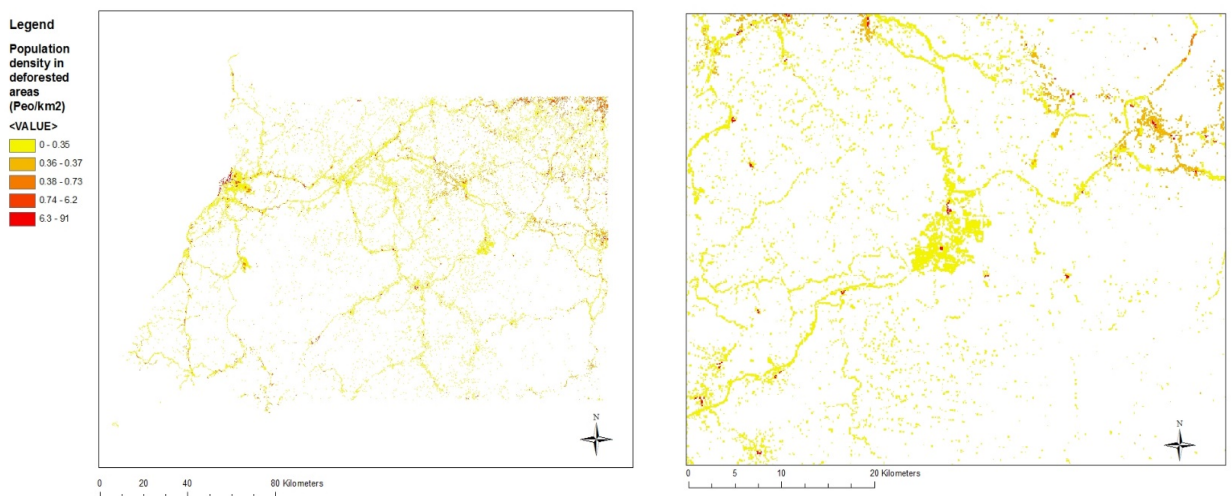 Legend
Population
density in
deforested
areas
(Peo/km2)
<VALUE>
0 - 0.35
0.36 - 0.37
0.38 - 0.73
0.74 - 6.2
6.3 - 91
N
0 20 40 80 Kilometers
N
0 5 10 20 Kilometers